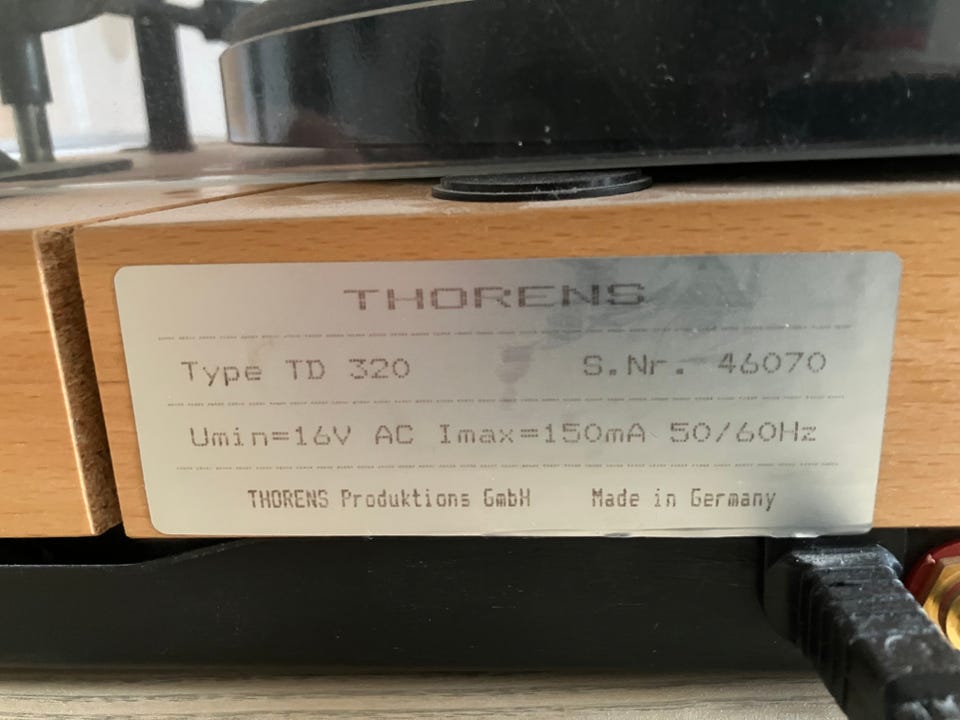 THORENS
Type TD 320 S.Nr. 46070
Umin=16V AC Imax=150mA 50/60Hz
THORENS Produktions GmbH Made in Germany